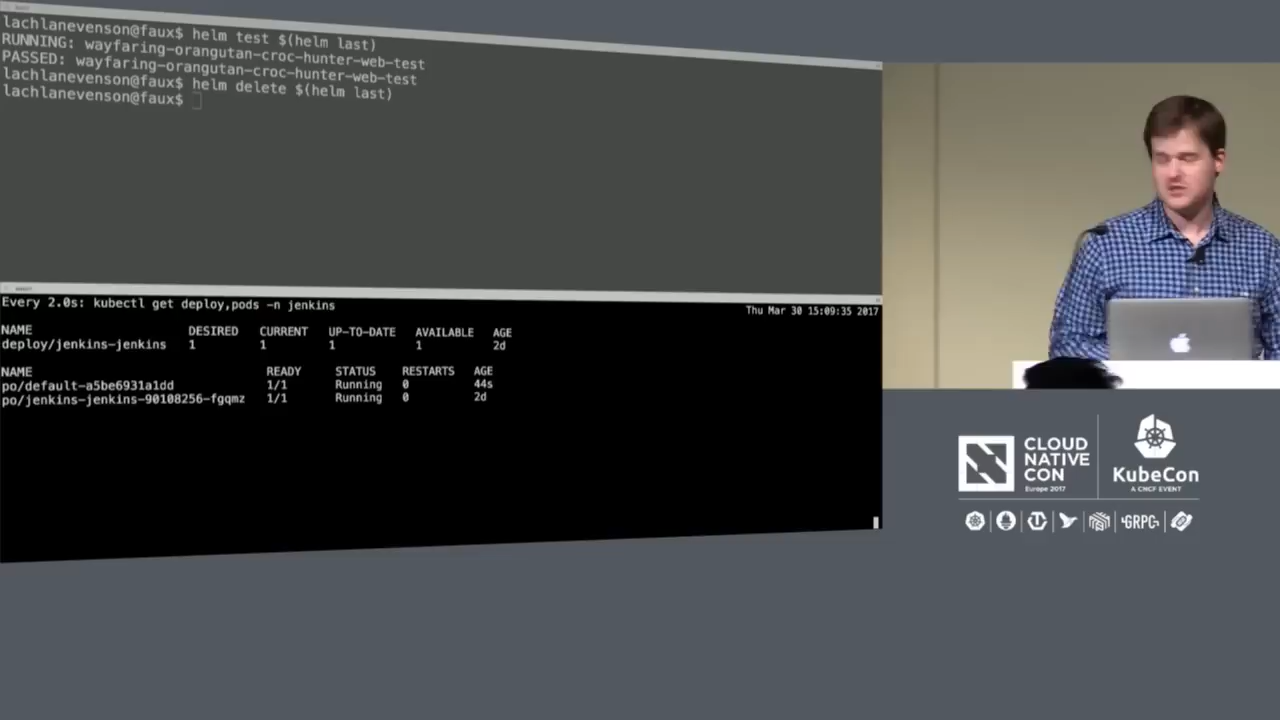 lachlanevenson@faux$ helm test $(helm last)
RUNNING: wayfaring-orangutan-croc-hunter-web-test
PASSED: wayfaring-orangutan-croc-hunter-web-test
lachlanevenson@faux$ helm delete $(helm last)
lachlanevenson@faux$
Every 2.0s: kubectl get deploy,pods -n jenkins
Thu Mar 30 15:09:35 2017
NAME DESIRED CURRENT UP-TO-DATE AVAILABLE AGE
deploy/jenkins-jenkins 1 1 1 1 2d
NAME READY STATUS RESTARTS AGE
po/default-a5be6931a1dd 1/1 Running 0 44s
po/jenkins-jenkins-90108256-fgqmz 1/1 Running 0 2d
CLOUD
NATIVE
CON
Europe 2017
KubeCon
A CNCF EVENT
GRPC